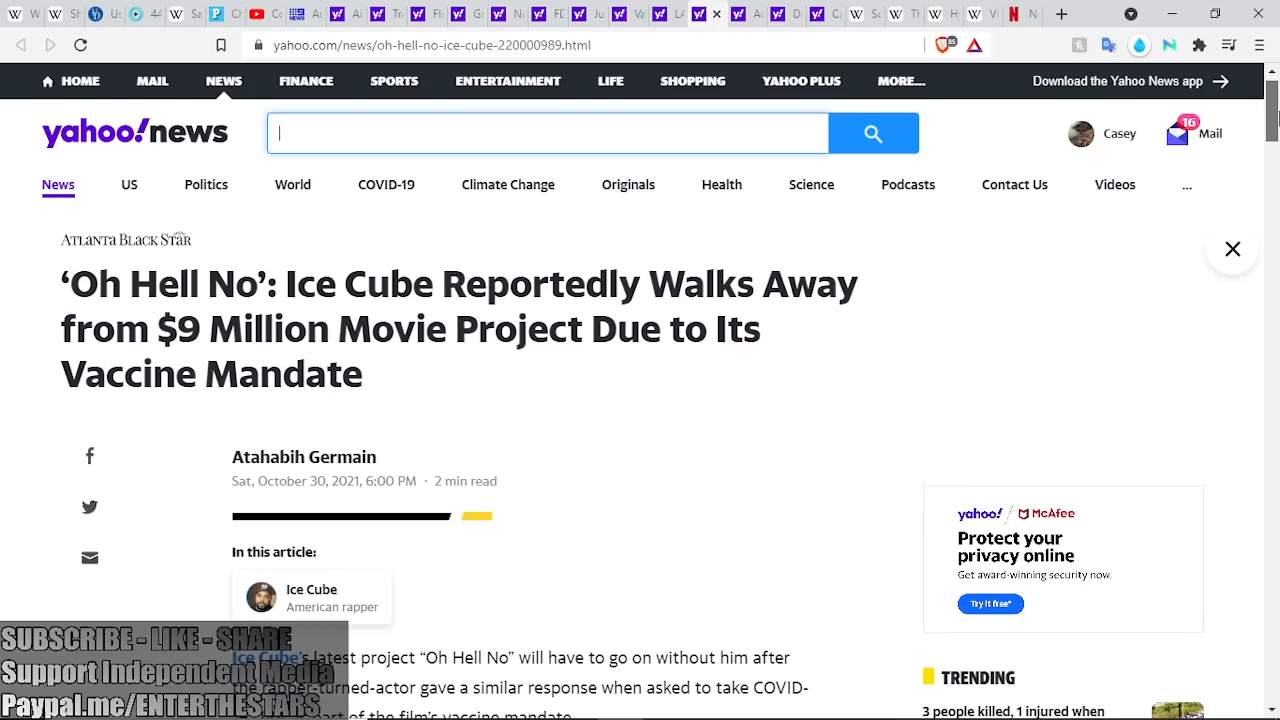 yahoo.com/news/oh-hell-no-ice-cube-220000989.html
85
HOME MAIL NEWS FINANCE SPORTS ENTERTAINMENT LIFE SHOPPING YAHOO PLUS MORE... Download the Yahoo News app
yahoo!news
Casey
16
Mail
News US Politics World COVID-19 Climate Change Originals Health Science Podcasts Contact Us Videos ...
ATLANTA BLACK STAR
‘Oh Hell No’: Ice Cube Reportedly Walks Away
from $9 Million Movie Project Due to Its
Vaccine Mandate
Atahabih Germain
Sat, October 30, 2021, 6:00 PM · 2 min read
In this article:
Ice Cube
American rapper
Ice Cube's latest project “Oh Hell No” will have to go on without him after
the rapper-turned-actor gave a similar response when asked to take COVID-
part of the film's vaccine mandate
yahoo! / McAfee
Protect your
privacy online
Get award-winning security now.
Try it free*
TRENDING
3 people killed, 1 injured when
SUBSCRIBE - LIKE - SHARE
Support Independent Media
Paypal.me/ENTERTHESTARS